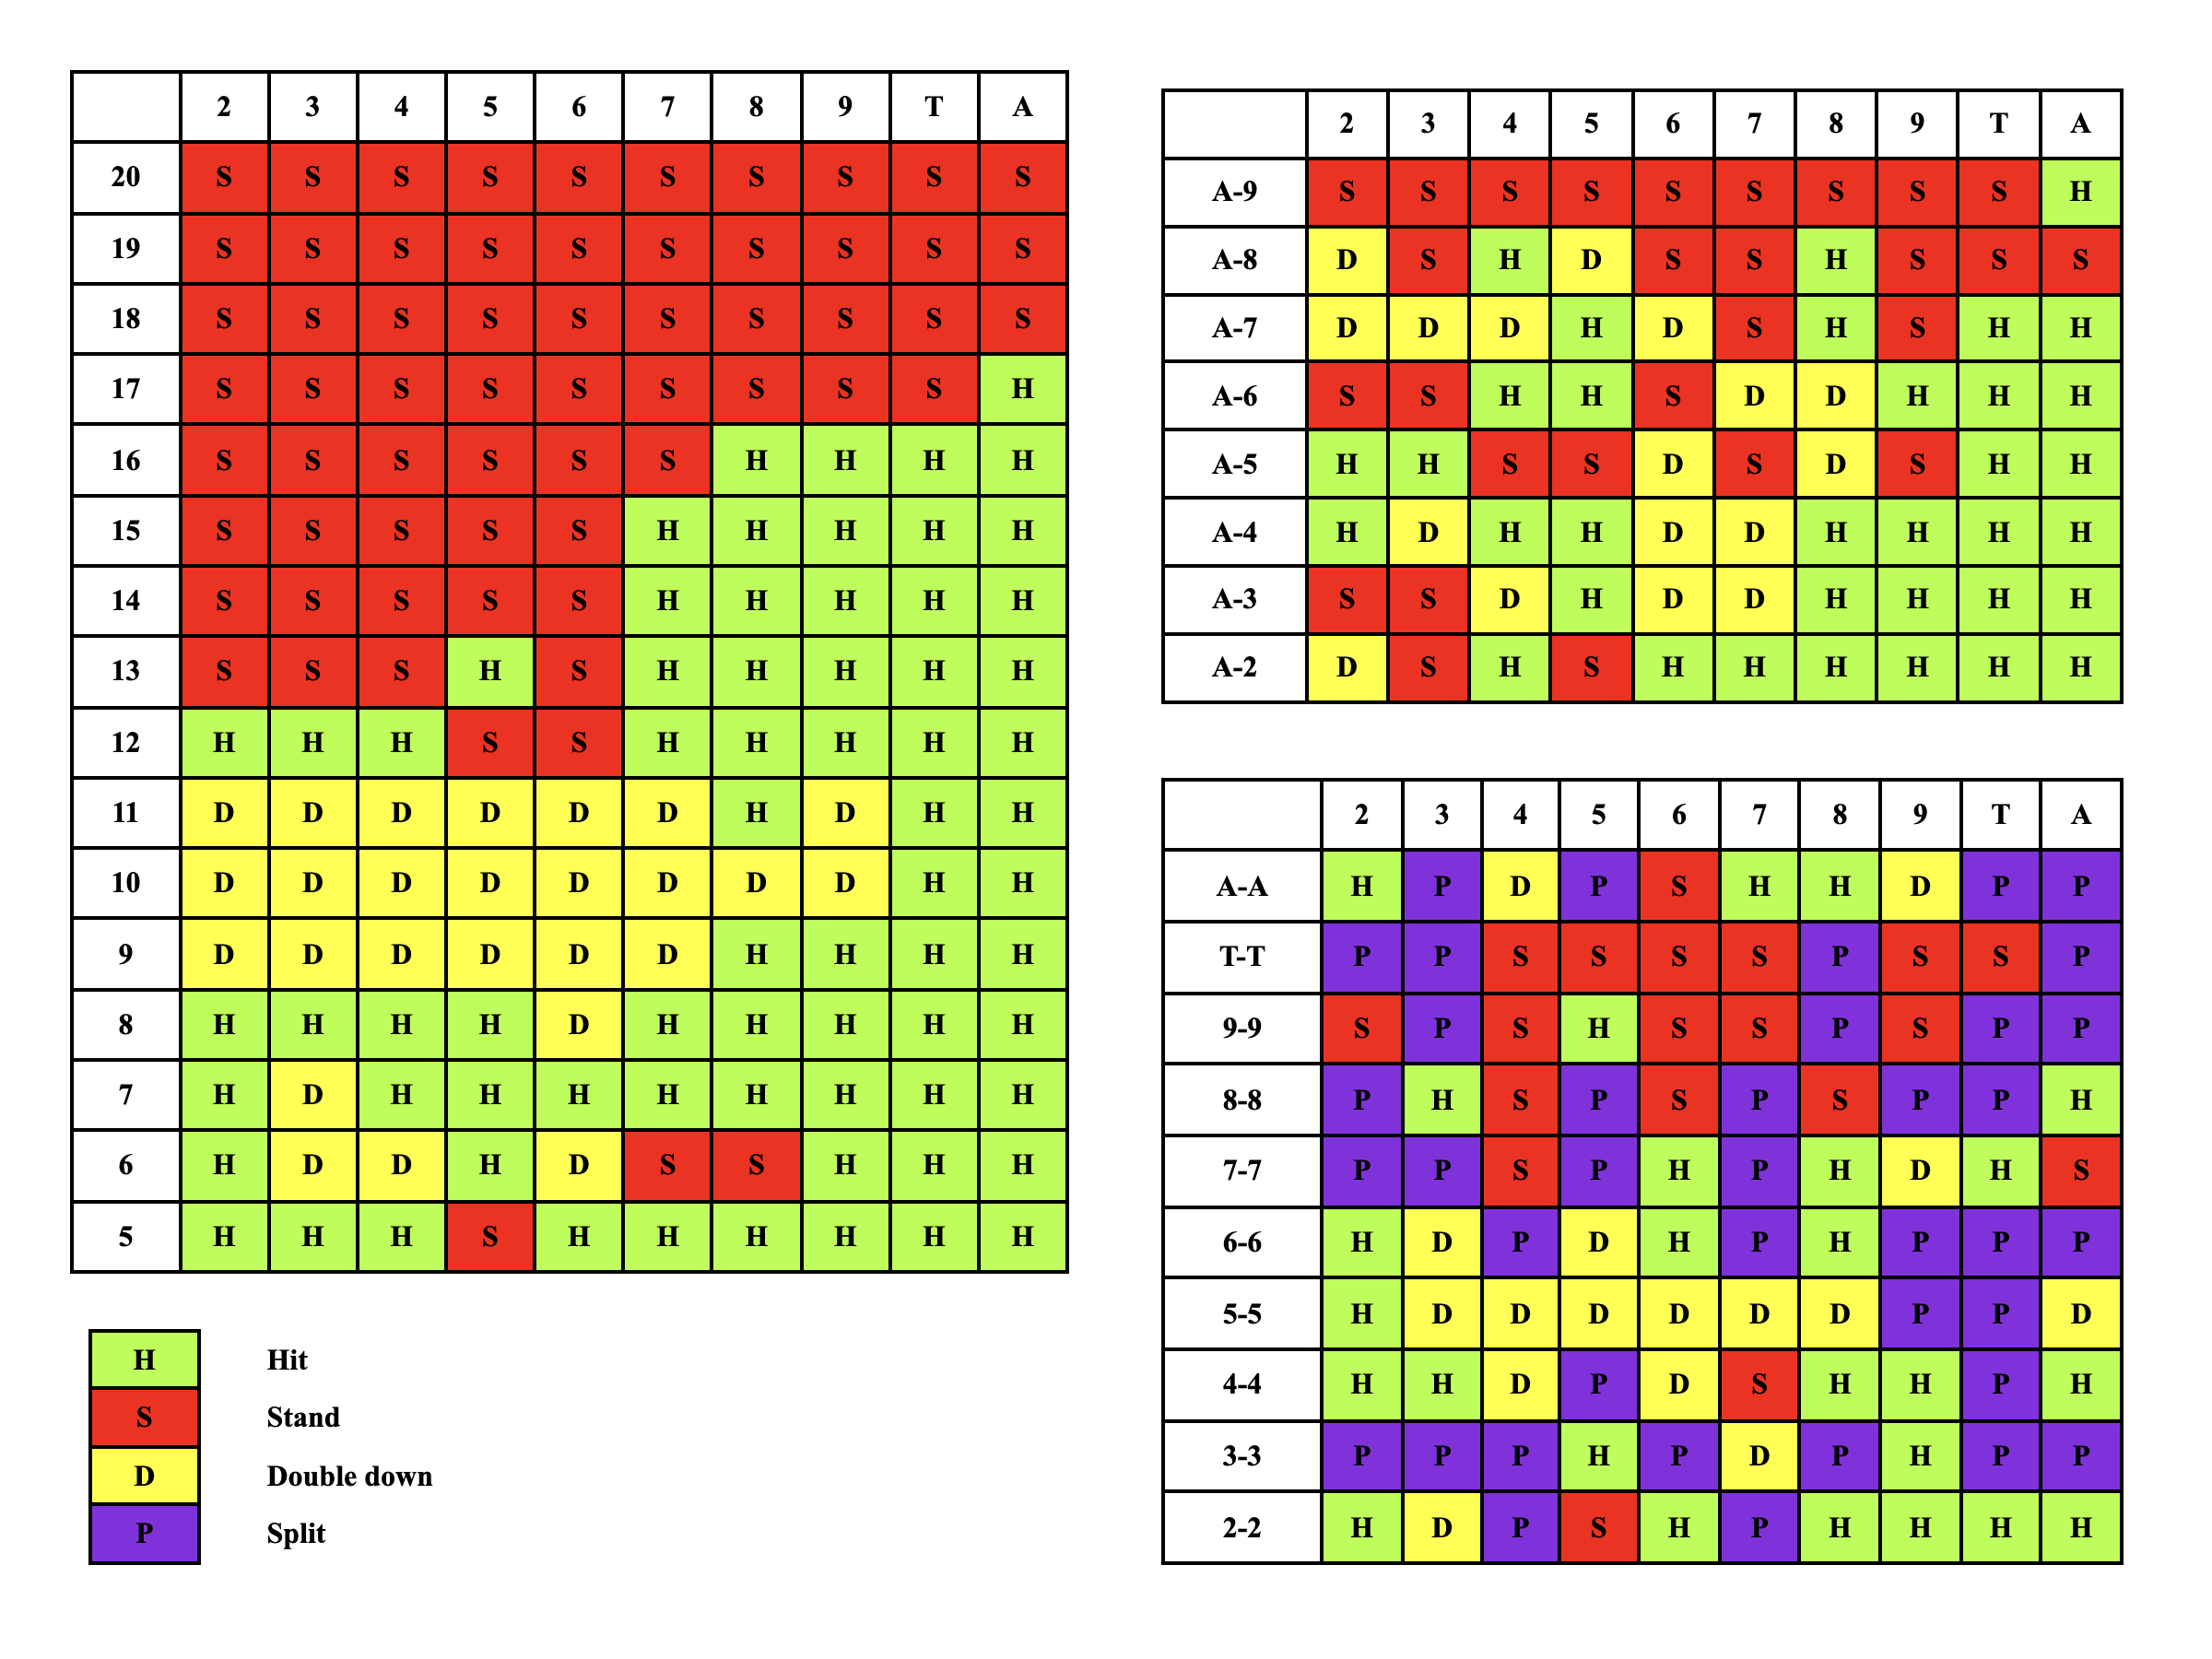 2 3 4 5 6 7 8 9 T A
20 S S S S S S S S S S
19 S S S S S S S S S S
18 S S S S S S S S S S
17 S S S S S S S S S H
16 S S S S S S H H H H
15 S S S S S H H H H H
14 S S S S S H H H H H
13 S S S H S H H H H H
12 H H H S S H H H H H
11 D D D D D D H D H H
10 D D D D D D D D H H
9 D D D D D D H H H H
8 H H H H D H H H H H
7 H D H H H H H H H H
6 H D D H D S S H H H
5 H H H S H H H H H H
H Hit
S Stand
D Double down
P Split
2 3 4 5 6 7 8 9 T A
A-9 S S S S S S S S S H
A-8 D S H D S S H S S S
A-7 D D D H D S H S H H
A-6 S S H H S D D H H H
A-5 H H S S D S D S H H
A-4 H D H H D D H H H H
A-3 S S D H D D H H H H
A-2 D S H S H H H H H H
2 3 4 5 6 7 8 9 T A
A-A H P D P S H H D P P
T-T P P S S S S P S S P
9-9 S P S H S S P S P P
8-8 P H S P S P S P P H
7-7 P P S P H P H D H S
6-6 H D P D H P H P P P
5-5 H D D D D D D P P D
4-4 H H D P D S H H P H
3-3 P P P H P D P H P P
2-2 H D P S H P H H H H